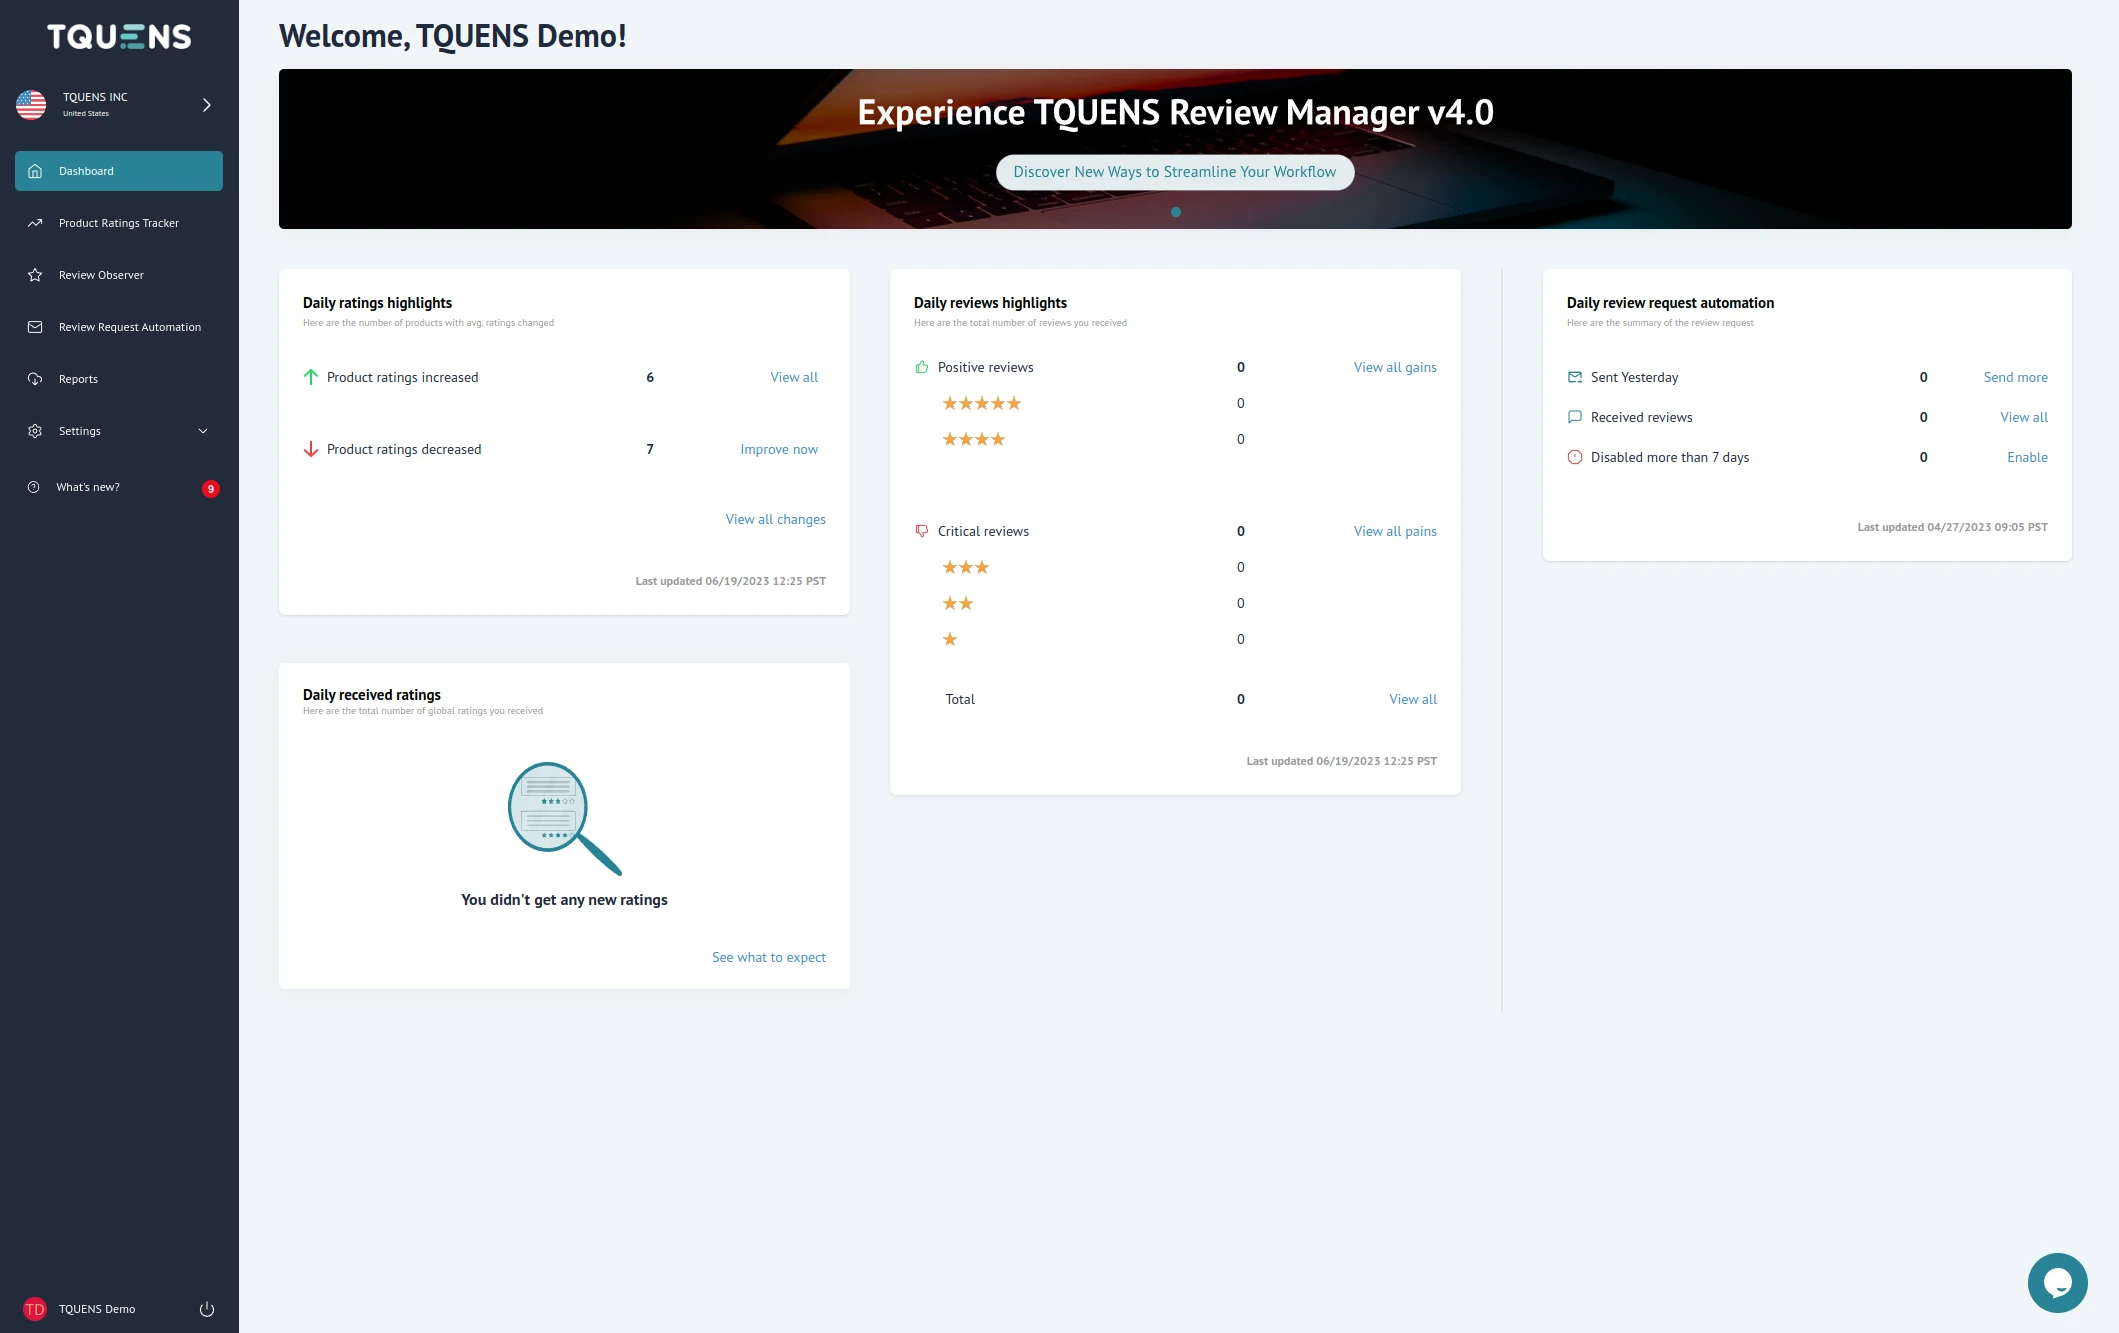 TQUENS
TQUENS INC
United States
Dashboard
Product Ratings Tracker
Review Observer
Review Request Automation
Reports
Settings
What's new?
9
TD
TQUENS Demo
Welcome, TQUENS Demo!
Experience TQUENS Review Manager v4.0
Discover New Ways to Streamline Your Workflow
Daily ratings highlights
Here are the number of products with avg. ratings changed
Product ratings increased 6 View all
Product ratings decreased 7 Improve now
View all changes
Last updated 06/19/2023 12:25 PST
Daily received ratings
Here are the total number of global ratings you received
You didn't get any new ratings
See what to expect
Daily reviews highlights
Here are the total number of reviews you received
Positive reviews 0 View all gains
0
0
Critical reviews 0 View all pains
0
0
0
Total 0 View all
Last updated 06/19/2023 12:25 PST
Daily review request automation
Here are the summary of the review request
Sent Yesterday 0 Send more
Received reviews 0 View all
Disabled more than 7 days 0 Enable
Last updated 04/27/2023 09:05 PST